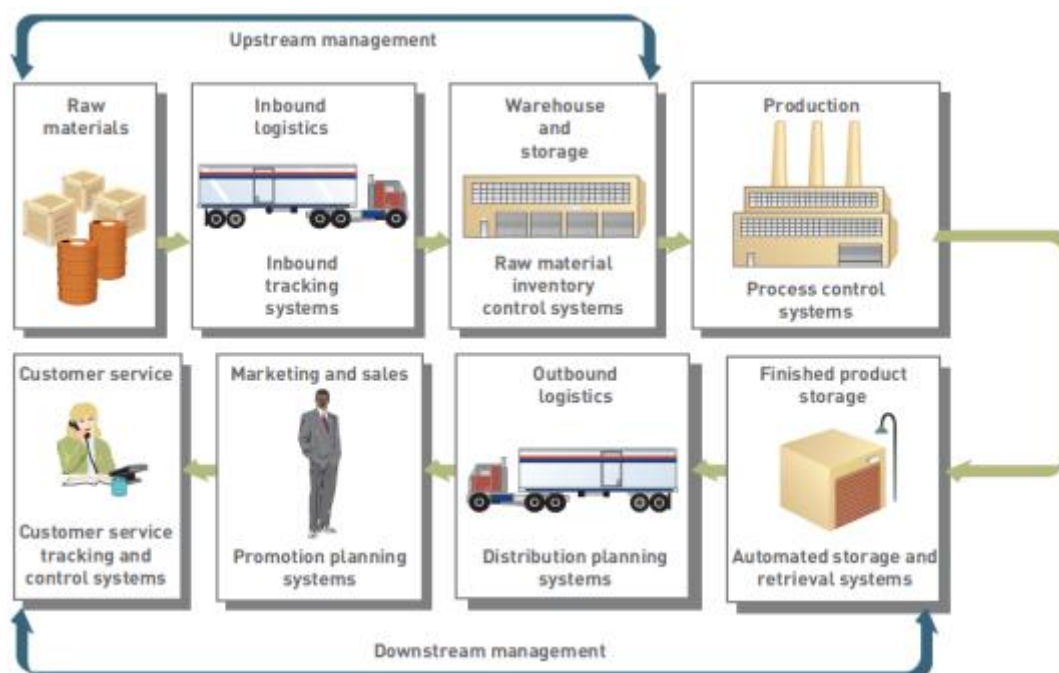 Upstream management
Raw
materials
Inbound
logistics
Inbound
tracking
systems
Warehouse
and
storage
Raw material
inventory
control systems
Production
Process control
systems
Customer service
Customer service
tracking and
control systems
Marketing and sales
Promotion planning
systems
Outbound
logistics
Distribution planning
systems
Finished product
storage
Automated storage and
retrieval systems
Downstream management